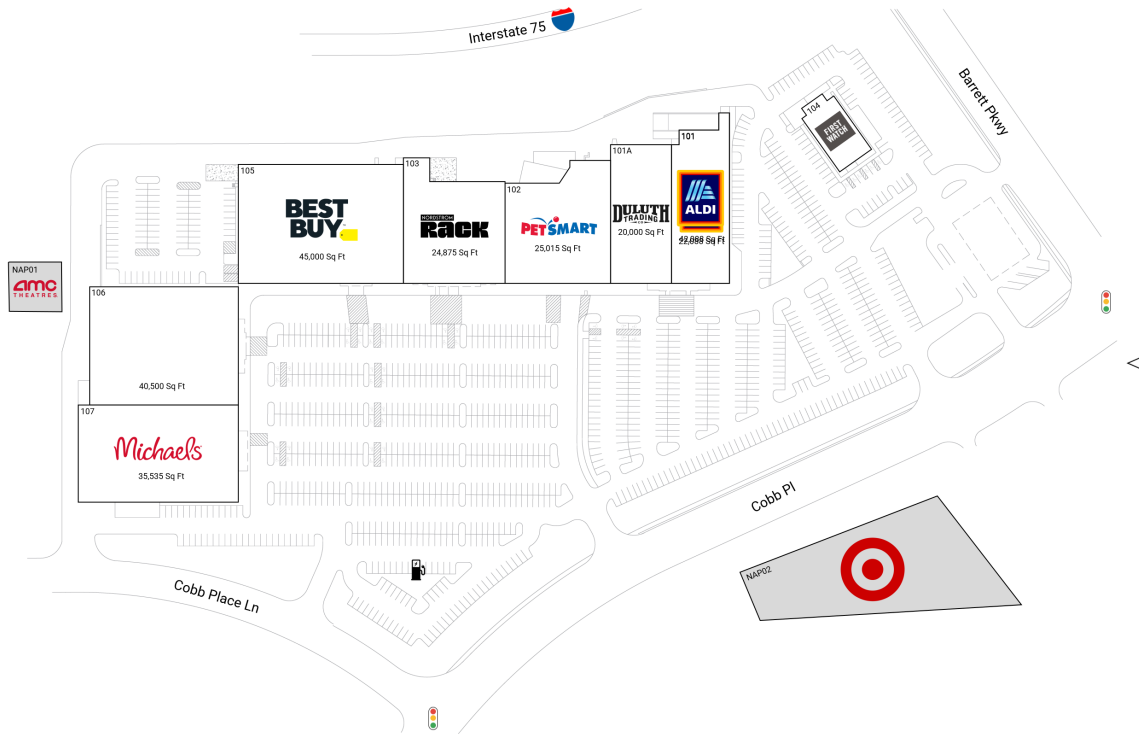 Interstate 75
Barrett Pkwy
104
FIRST
WATCH
101
101A
105
103
102
BEST
BUY
45,000 Sq Ft
NORDSTROM
RACK
24,875 Sq Ft
PETSMART
25,015 Sq Ft
DULUTH
TRADING
CO
20,000 Sq Ft
ALDI
NAP01
amc
THEATRES
106
40,500 Sq Ft
107
Michaels
35,535 Sq Ft
Cobb Pl
NAP02
Cobb Place Ln